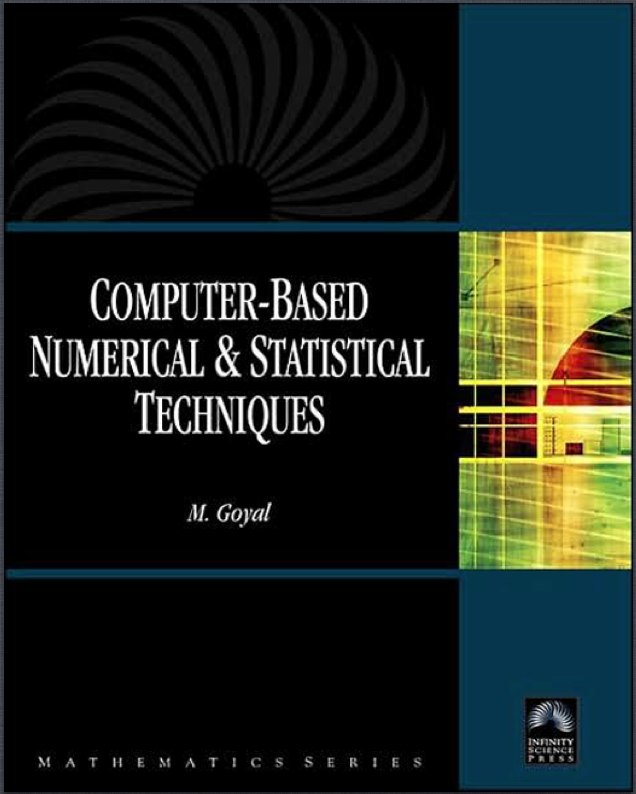 COMPUTER-BASED
NUMERICAL & STATISTICAL
TECHNIQUES
M. Goyal
MATHEMATICS SERIES
INFINITY
SCIENCE
PRESS